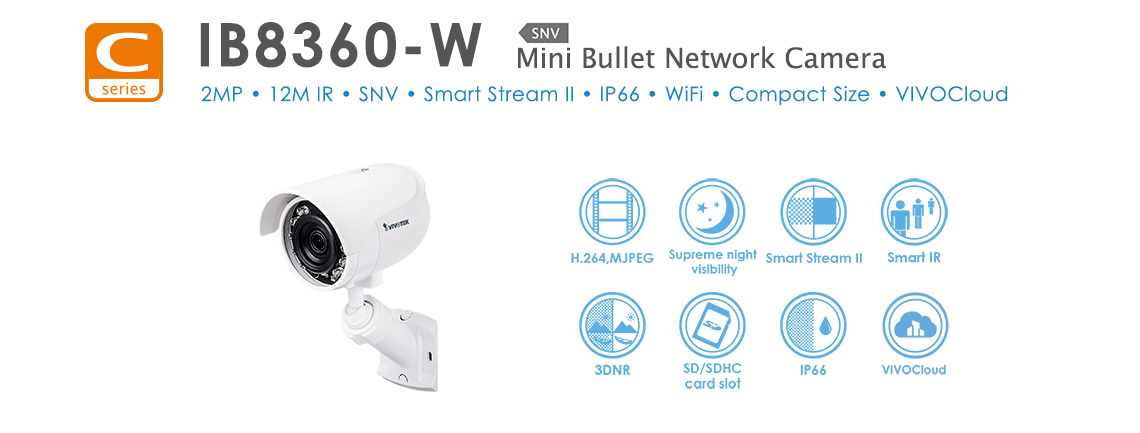 C
series
IB8360-W
SNV
Mini Bullet Network Camera
2MP • 12M IR • SNV • Smart Stream II • IP66 • WiFi • Compact Size • VIVOCloud
VIVOTEK
H.264,MJPEG
Supreme night
visibility
Smart Stream II
Smart IR
3DNR
SD/SDHC
card slot
IP66
VIVOCloud